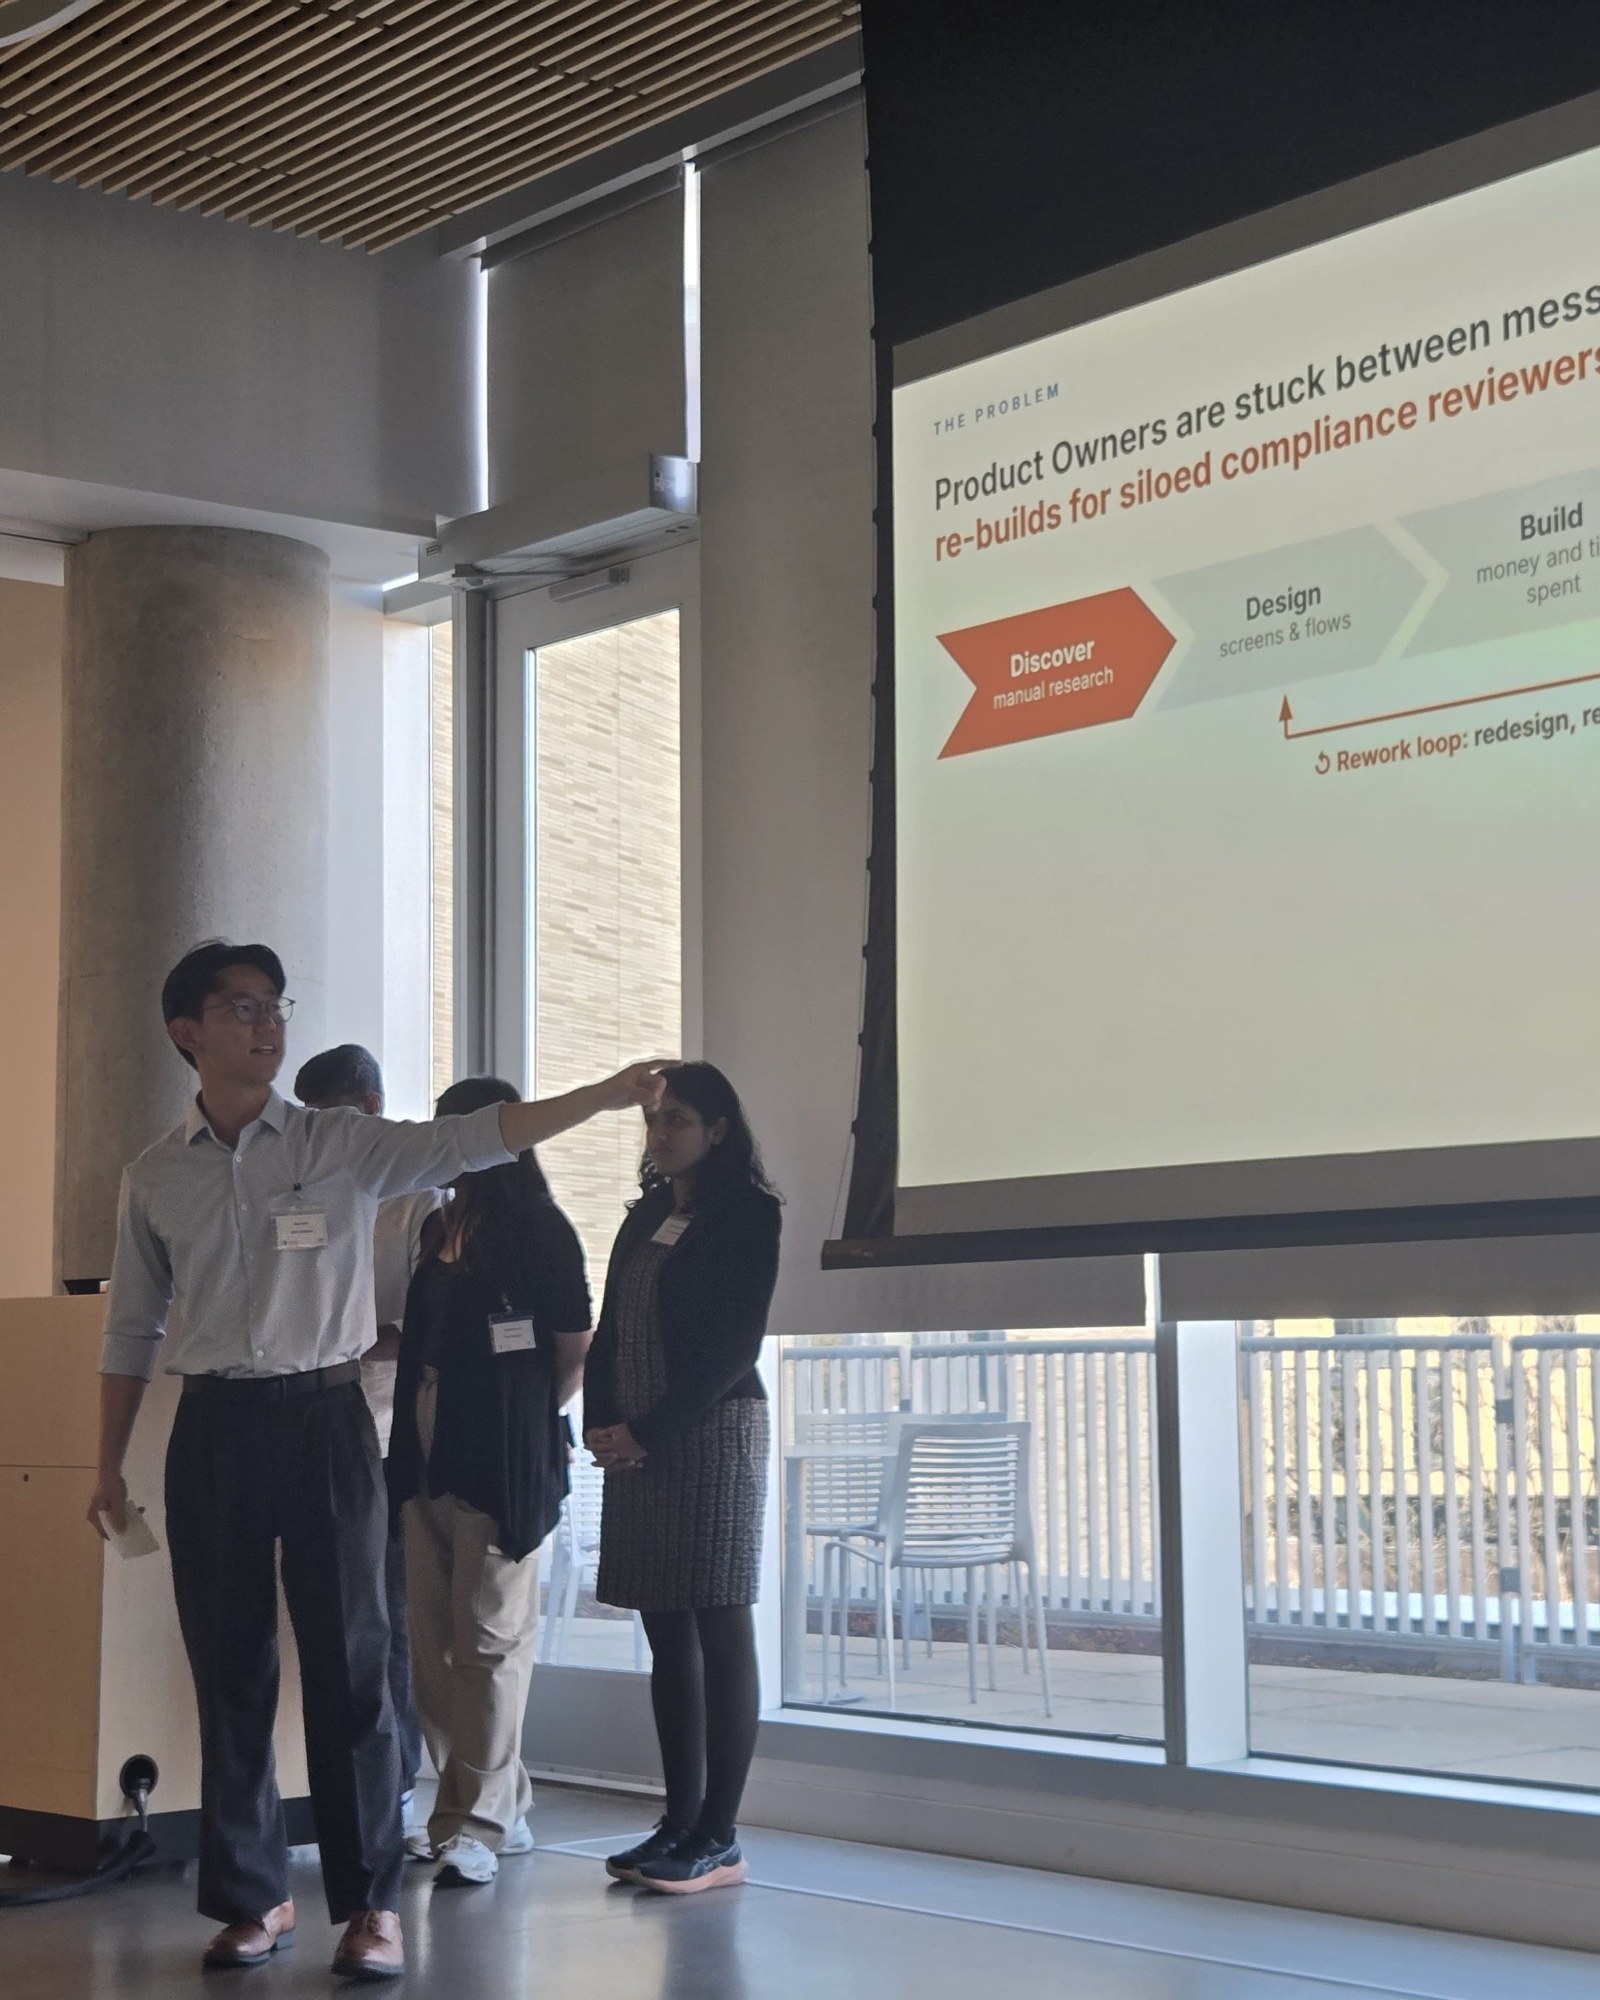 THE PROBLEM
Product Owners are stuck between mess
re-builds for siloed compliance reviewers
Discover
manual research
Design
screens & flows
Build
money and ti
spent
Rework loop: redesign, re